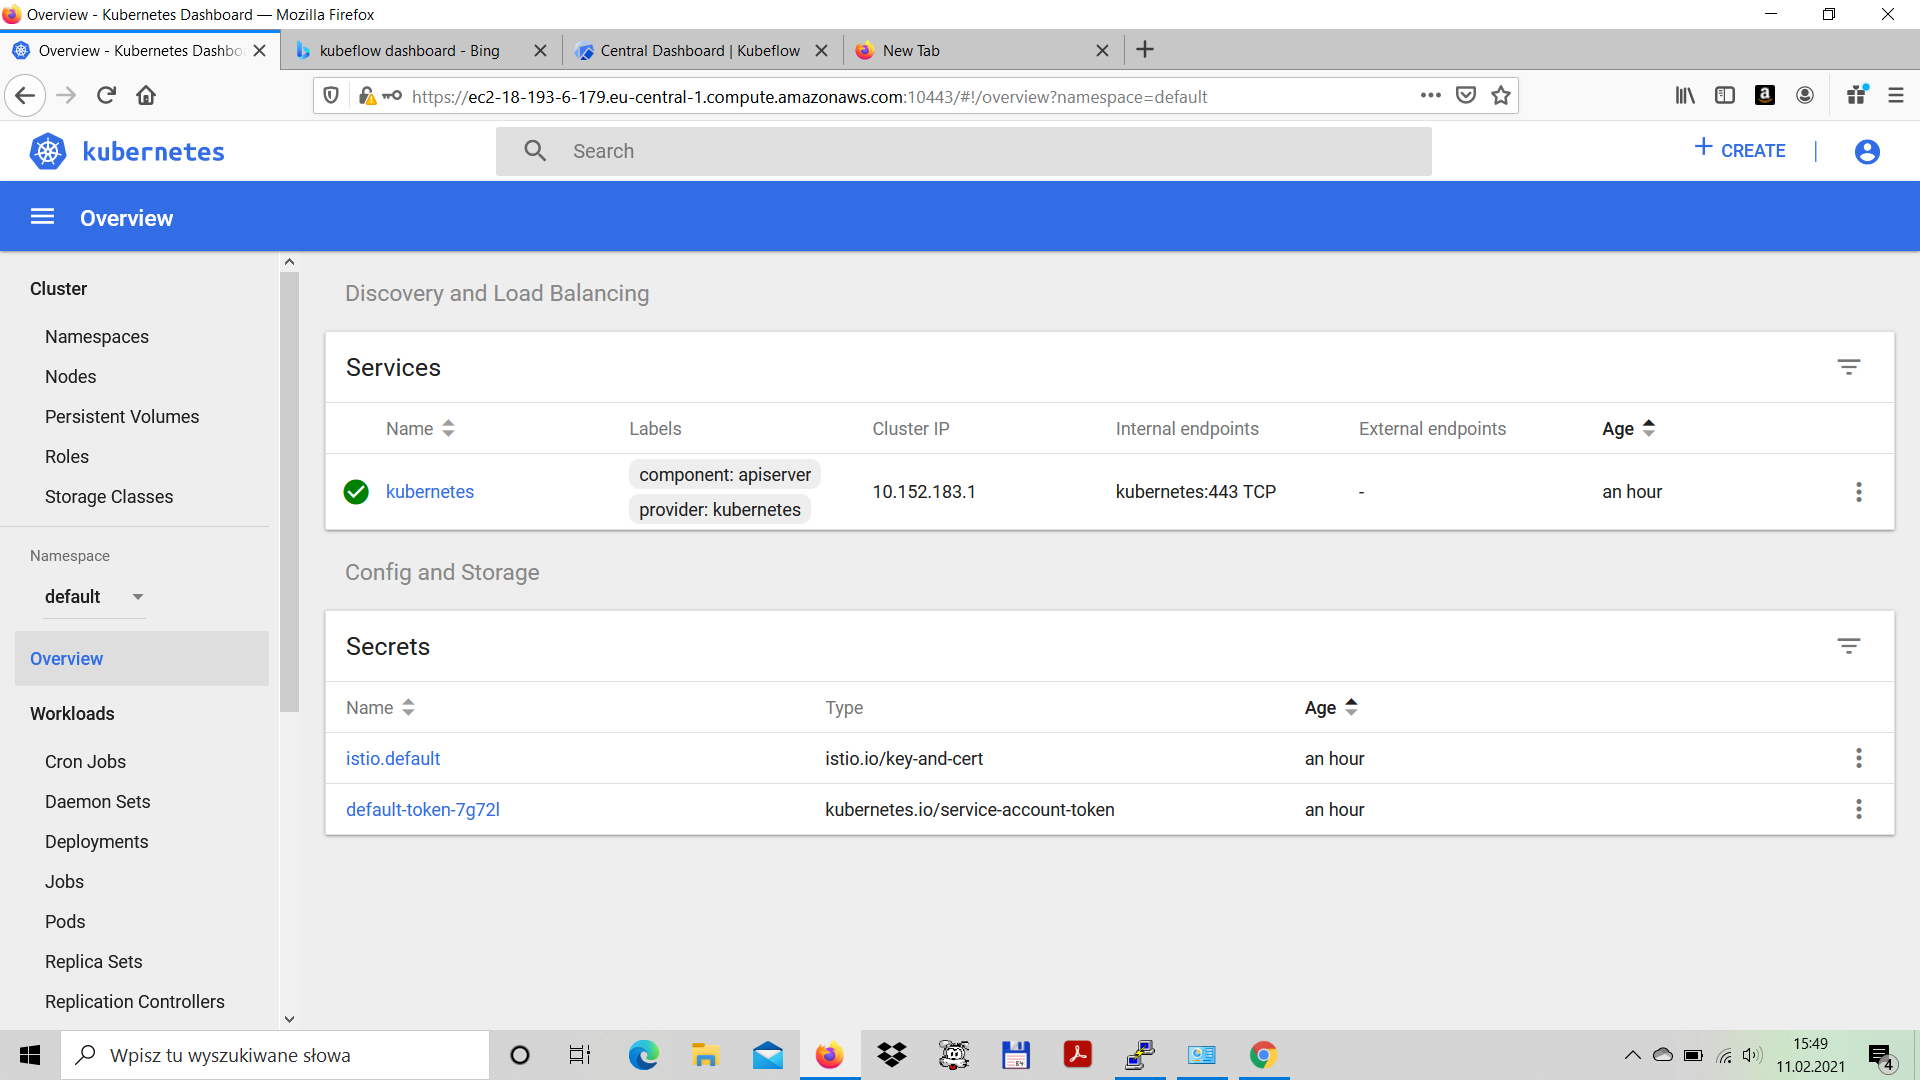 Overview - Kubernetes Dashboard — Mozilla Firefox
Overview - Kubernetes Dashbo
kubeflow dashboard - Bing
Central Dashboard | Kubeflow
New Tab
https://ec2-18-193-6-179.eu-central-1.compute.amazonaws.com:10443/#!/overview?namespace=default
kubernetes
Search
CREATE
Overview
Cluster
Namespaces
Nodes
Persistent Volumes
Roles
Storage Classes
Namespace
default
Overview
Workloads
Cron Jobs
Daemon Sets
Deployments
Jobs
Pods
Replica Sets
Replication Controllers
Discovery and Load Balancing
Services
Name Labels Cluster IP Internal endpoints External endpoints Age
component: apiserver
kubernetes 10.152.183.1 kubernetes:443 TCP - an hour
provider: kubernetes
Config and Storage
Secrets
Name Type Age
istio.default istio.io/key-and-cert an hour
default-token-7g72l kubernetes.io/service-account-token an hour
Wpisz tu wyszukiwane słowa
64
15:49
11.02.2021
4